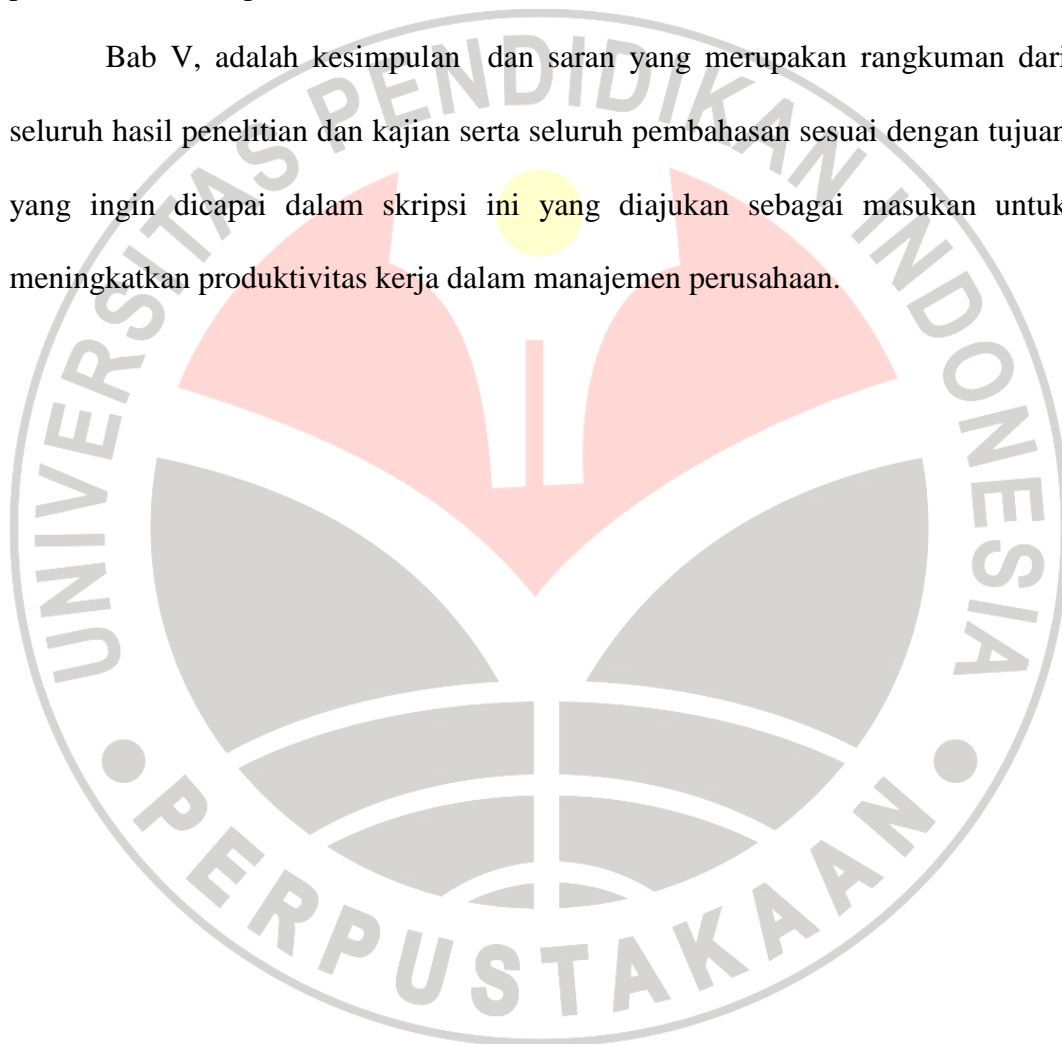 Bab V, adalah kesimpulan dan saran yang merupakan rangkuman dari
seluruh hasil penelitian dan kajian serta seluruh pembahasan sesuai dengan tujuan
yang ingin dicapai dalam skripsi ini yang diajukan sebagai masukan untuk
meningkatkan produktivitas kerja dalam manajemen perusahaan.
UNIVERSITAS PENDIDIKAN INDONESIA
PERPUSTAKAAN